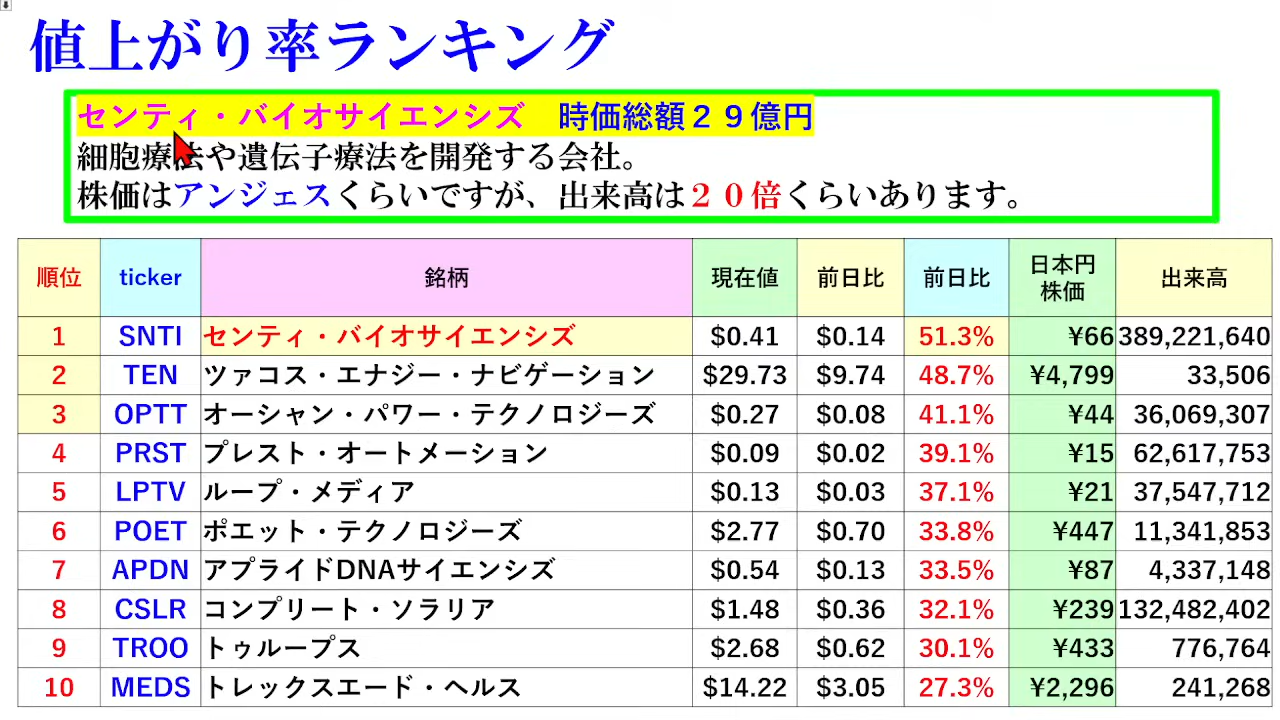 値上がり率ランキング
センティ・バイオサイエンシズ　時価総額２９億円
細胞療法や遺伝子療法を開発する会社。
株価はアンジェスくらいですが、出来高は２０倍くらいあります。
順位 ticker 銘柄 現在値 前日比 前日比 日本円株価 出来高
1 SNTI センティ・バイオサイエンシズ $0.41 $0.14 51.3% ¥66 389,221,640
2 TEN ツァコス・エナジー・ナビゲーション $29.73 $9.74 48.7% ¥4,799 33,506
3 OPTT オーシャン・パワー・テクノロジーズ $0.27 $0.08 41.1% ¥44 36,069,307
4 PRST プレスト・オートメーション $0.09 $0.02 39.1% ¥15 62,617,753
5 LPTV ループ・メディア $0.13 $0.03 37.1% ¥21 37,547,712
6 POET ポエット・テクノロジーズ $2.77 $0.70 33.8% ¥447 11,341,853
7 APDN アプライドDNAサイエンシズ $0.54 $0.13 33.5% ¥87 4,337,148
8 CSLR コンプリート・ソラリア $1.48 $0.36 32.1% ¥239 132,482,402
9 TROO トゥループス $2.68 $0.62 30.1% ¥433 776,764
10 MEDS トレックスエード・ヘルス $14.22 $3.05 27.3% ¥2,296 241,268